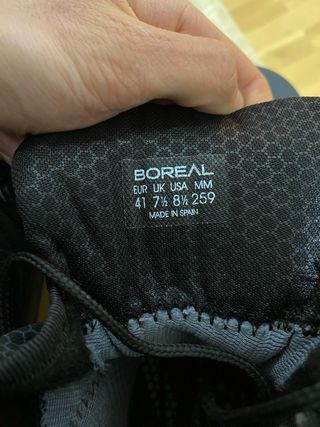 BOREAL
EUR UK USA MM
41 7½ 8½ 259
MADE IN SPAIN